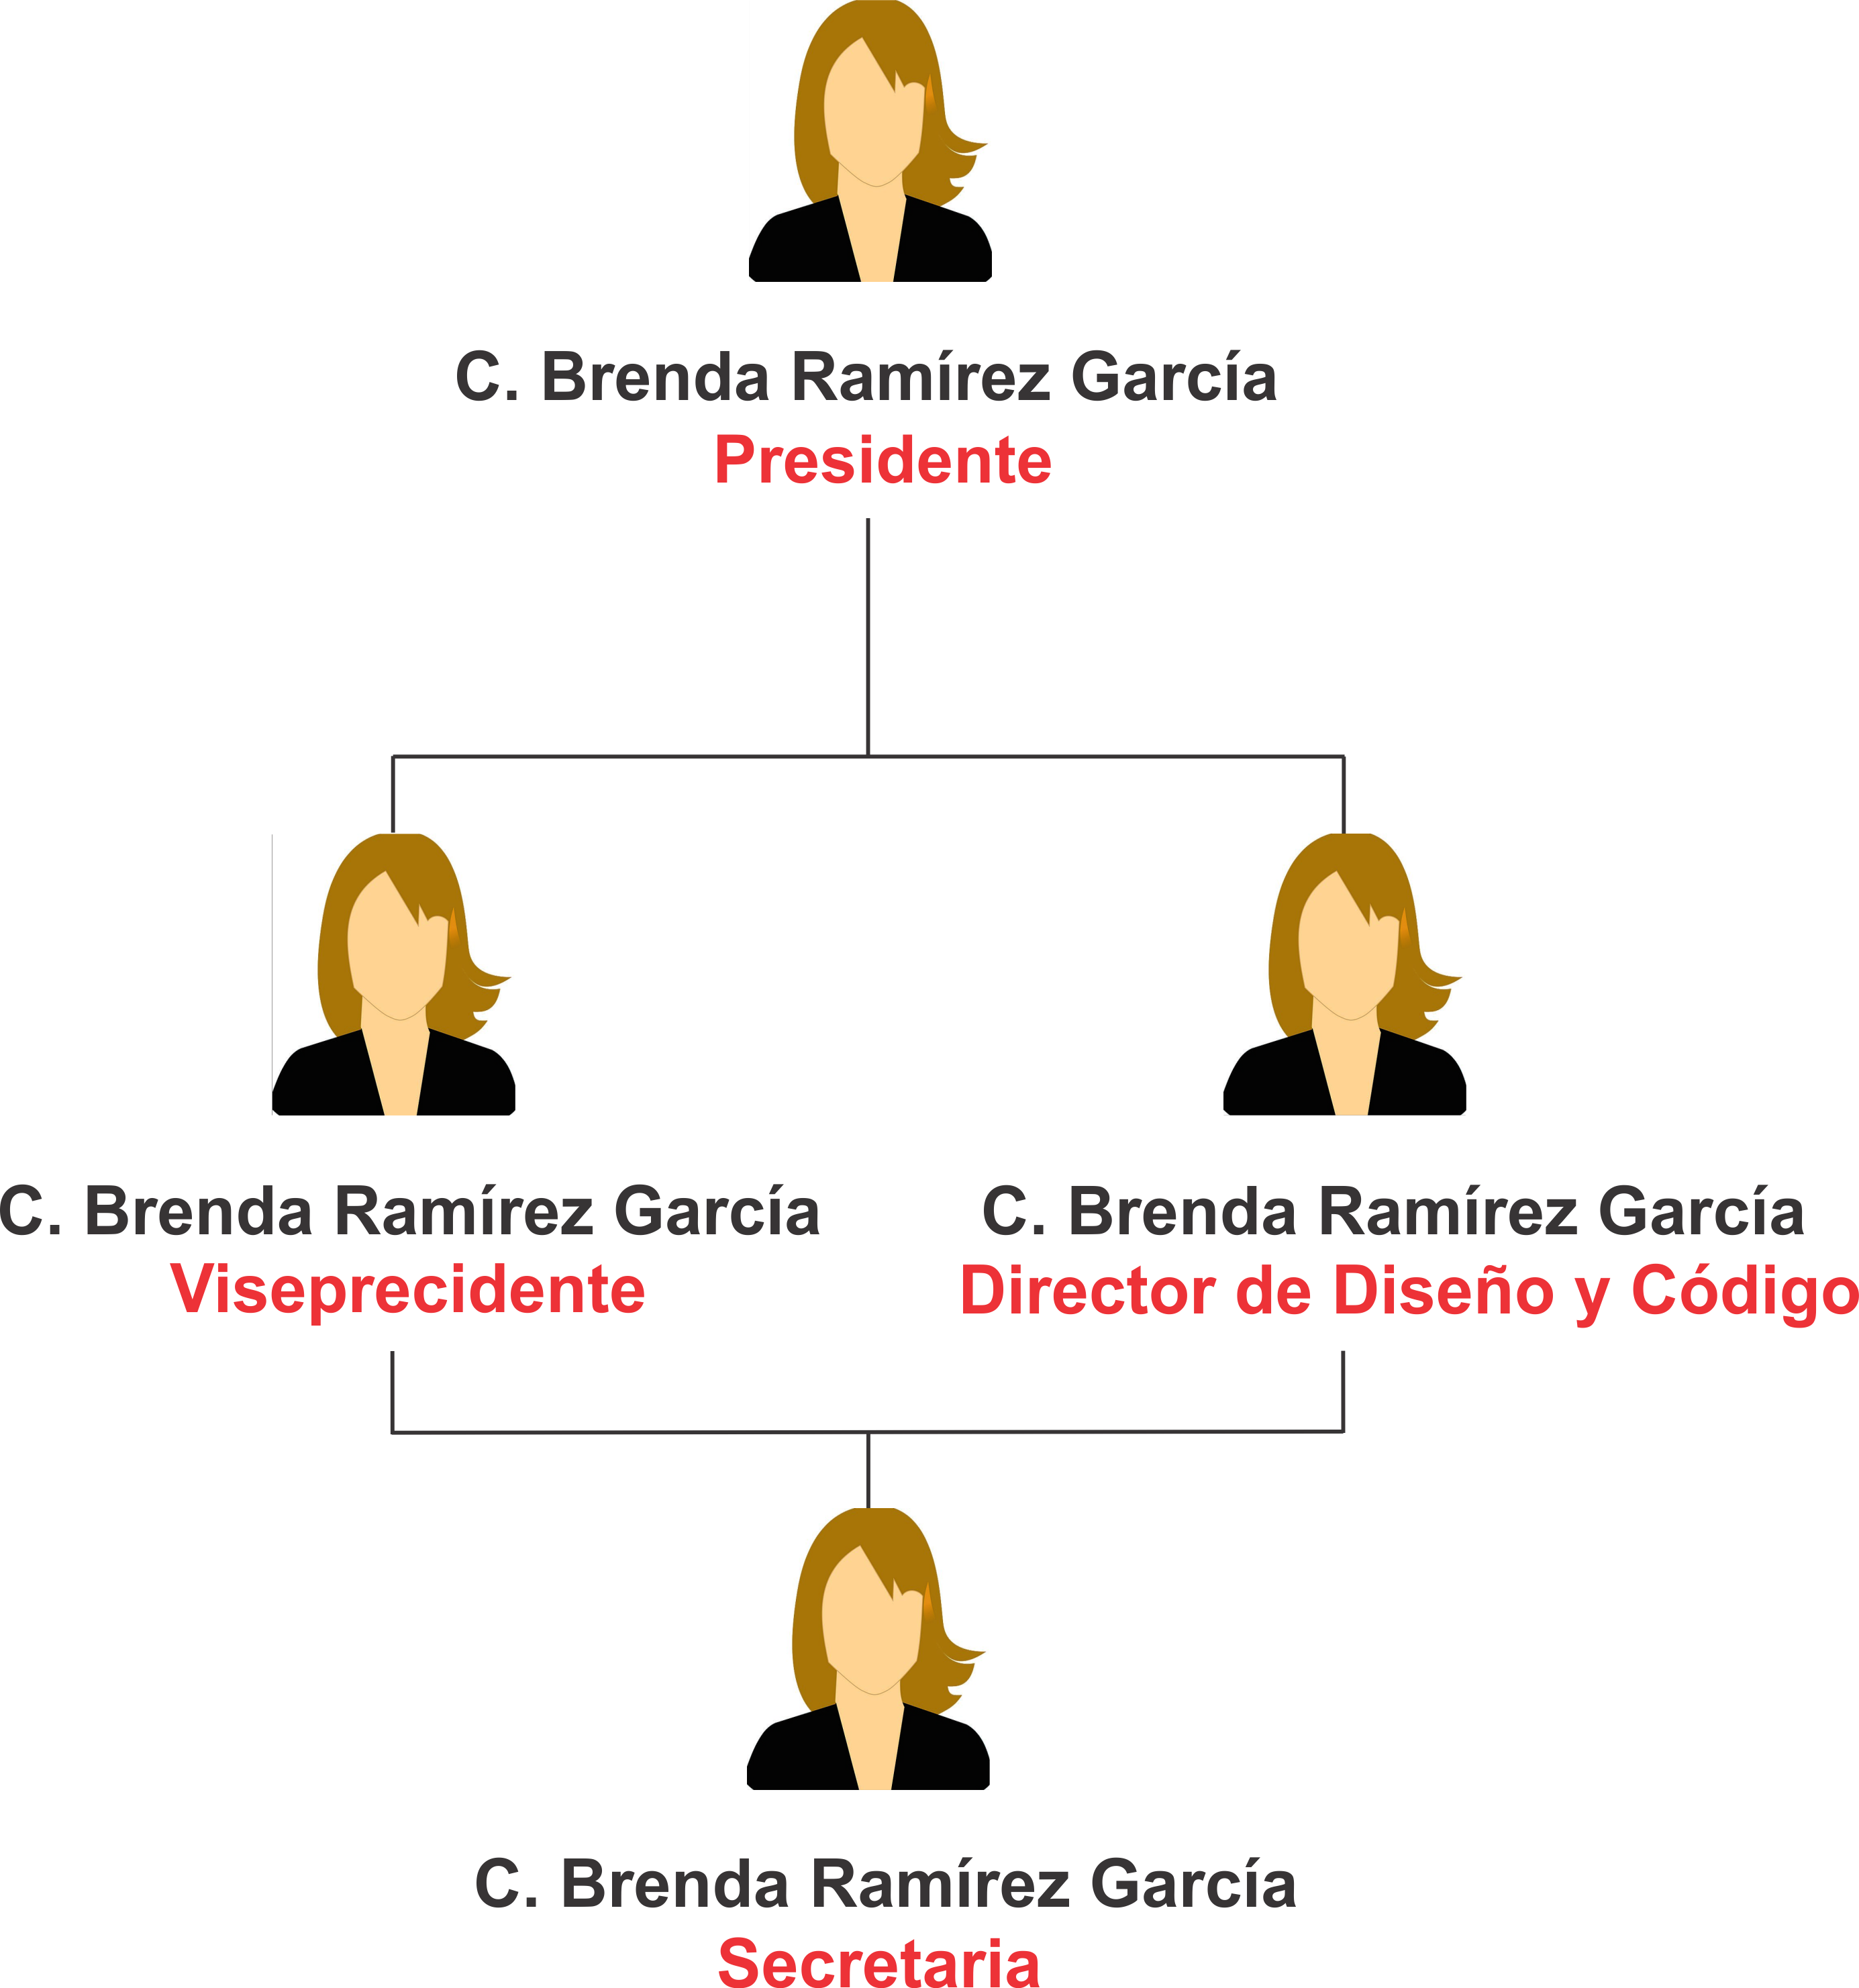 C. Brenda Ramírez García
Presidente
C. Brenda Ramírez García
Viseprecidente
C. Brenda Ramírez García
Director de Diseño y Código
C. Brenda Ramírez García
Secretaria